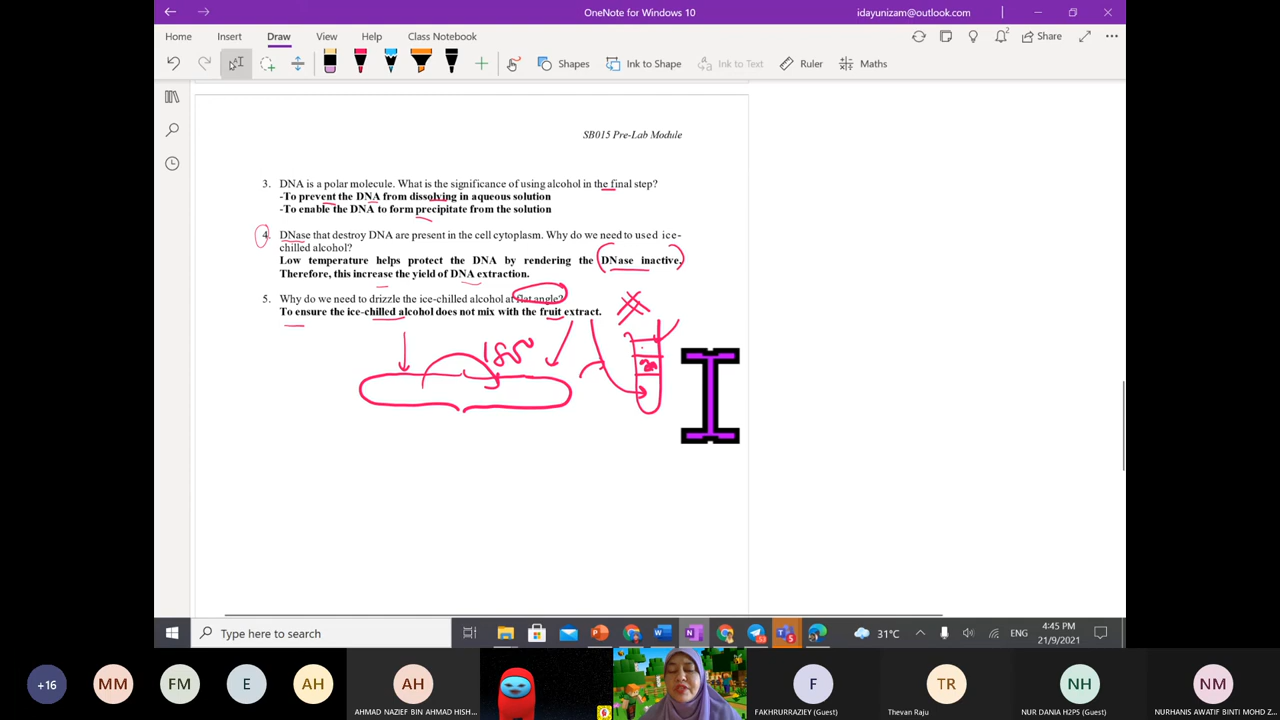 OneNote for Windows 10
idayunizam@outlook.com
Home Insert Draw View Help Class Notebook
Share
Shapes Ink to Shape Ink to Text Ruler Maths
SB015 Pre-Lab Module
3. DNA is a polar molecule. What is the significance of using alcohol in the final step?
-To prevent the DNA from dissolving in aqueous solution
-To enable the DNA to form precipitate from the solution
4. DNase that destroy DNA are present in the cell cytoplasm. Why do we need to used ice-
chilled alcohol?
Low temperature helps protect the DNA by rendering the DNase inactive.
Therefore, this increase the yield of DNA extraction.
5. Why do we need to drizzle the ice-chilled alcohol at flat angle?
To ensure the ice-chilled alcohol does not mix with the fruit extract.
Type here to search
5
31°C
ENG
4:45 PM
21/9/2021
+16
MM
FM
E
AH
AH
AHMAD NAZIEF BIN AHMAD HISH...
6
F
FAKHRURRAZIEY (Guest)
TR
Thevan Raju
NH
NUR DANIA H2PS (Guest)
NM
NURHANIS AWATIF BINTI MOHD Z...